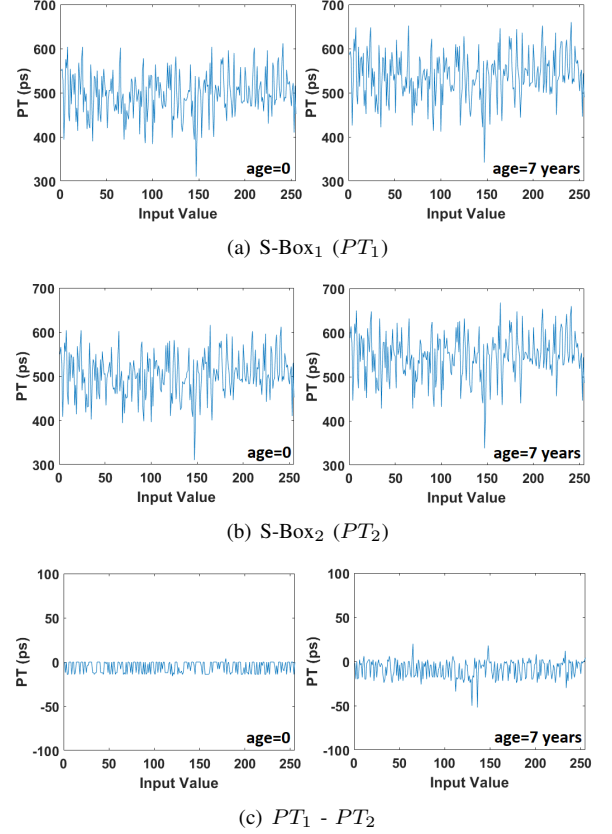 700
600
500
400
300
PT (ps)
0 50 100 150 200 250
Input Value
age=0
700
600
500
400
300
PT (ps)
0 50 100 150 200 250
Input Value
age=7 years
(a) S-Box₁ (PT₁)
700
600
500
400
300
PT (ps)
0 50 100 150 200 250
Input Value
age=0
700
600
500
400
300
PT (ps)
0 50 100 150 200 250
Input Value
age=7 years
(b) S-Box₂ (PT₂)
100
50
0
-50
-100
PT (ps)
0 50 100 150 200 250
Input Value
age=0
100
50
0
-50
-100
PT (ps)
0 50 100 150 200 250
Input Value
age=7 years
(c) PT₁ - PT₂